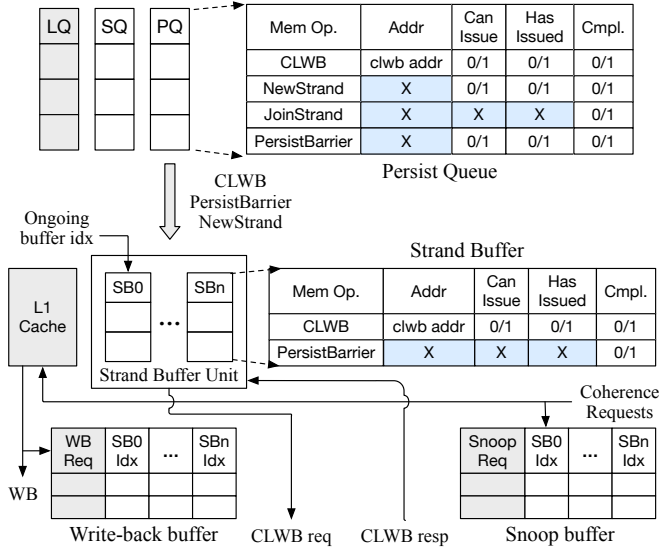 LQ SQ PQ
Mem Op. Addr Can Issue Has Issued Cmpl.
CLWB clwb addr 0/1 0/1 0/1
NewStrand X 0/1 0/1 0/1
JoinStrand X X X 0/1
PersistBarrier X 0/1 0/1 0/1
Persist Queue
CLWB
PersistBarrier
NewStrand
Ongoing
buffer idx
Strand Buffer
L1
Cache
SB0 ... SBn
Strand Buffer Unit
Mem Op. Addr Can Issue Has Issued Cmpl.
CLWB clwb addr 0/1 0/1 0/1
PersistBarrier X X X 0/1
Coherence
Requests
WB Req SB0 Idx ... SBn Idx
WB
Write-back buffer
CLWB req
CLWB resp
Snoop Req SB0 Idx ... SBn Idx
Snoop buffer